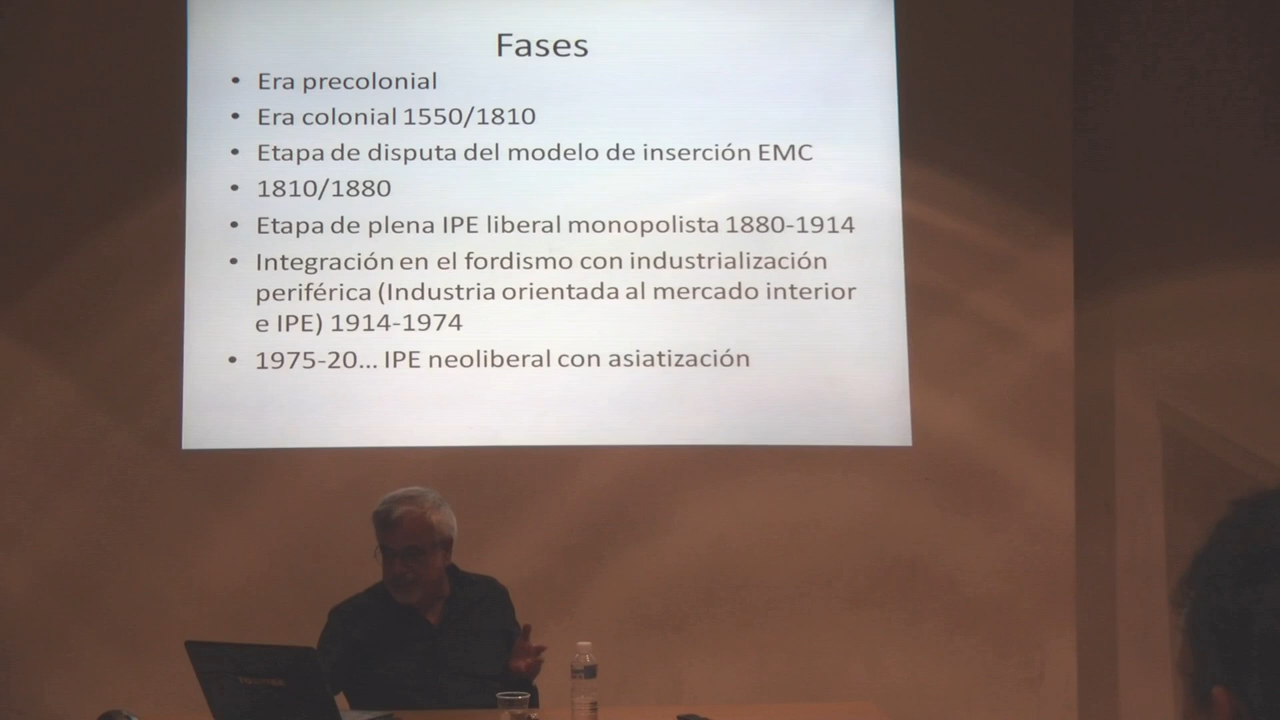 Fases
• Era precolonial
• Era colonial 1550/1810
• Etapa de disputa del modelo de inserción EMC
• 1810/1880
• Etapa de plena IPE liberal monopolista 1880-1914
• Integración en el fordismo con industrialización
periférica (Industria orientada al mercado interior
e IPE) 1914-1974
• 1975-20... IPE neoliberal con asiatización
TOSHIBA